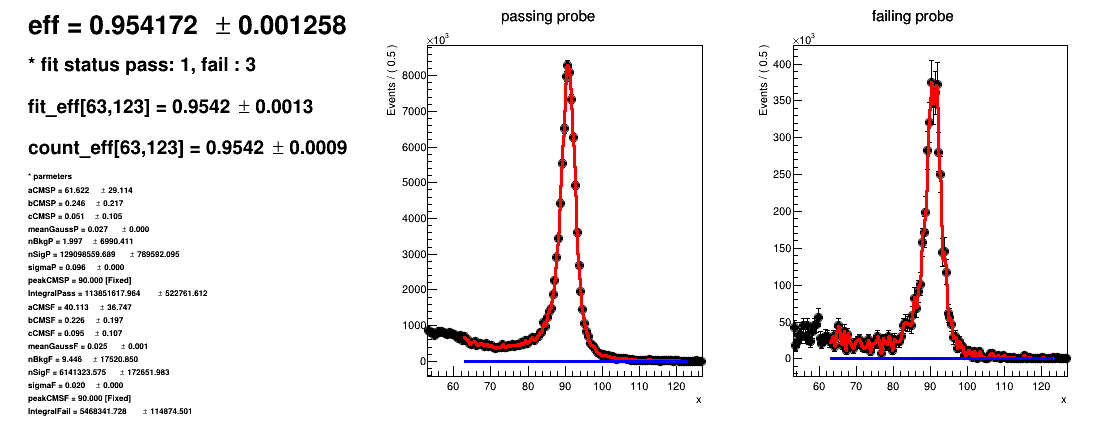 eff = 0.954172 ± 0.001258
* fit status pass: 1, fail : 3
fit_eff[63,123] = 0.9542 ± 0.0013
count_eff[63,123] = 0.9542 ± 0.0009
* parmeters
aCMSP = 61.622 ± 29.114
bCMSP = 0.246 ± 0.217
cCMSP = 0.051 ± 0.105
meanGaussP = 0.027 ± 0.000
nBkgP = 1.997 ± 6990.411
nSigP = 129098559.689 ± 789592.095
sigmaP = 0.096 ± 0.000
peakCMSP = 90.000 [Fixed]
IntegralPass = 113851617.964 ± 522761.612
aCMSF = 40.113 ± 36.747
bCMSF = 0.226 ± 0.197
cCMSF = 0.095 ± 0.107
meanGaussF = 0.025 ± 0.001
nBkgF = 9.446 ± 17520.850
nSigF = 6141323.575 ± 172651.983
sigmaF = 0.020 ± 0.000
peakCMSF = 90.000 [Fixed]
IntegralFail = 5468341.728 ± 114874.501
passing probe
×10³
Events / ( 0.5 )
8000
7000
6000
5000
4000
3000
2000
1000
0
60 70 80 90 100 110 120
x
failing probe
×10³
Events / ( 0.5 )
400
350
300
250
200
150
100
50
0
60 70 80 90 100 110 120
x